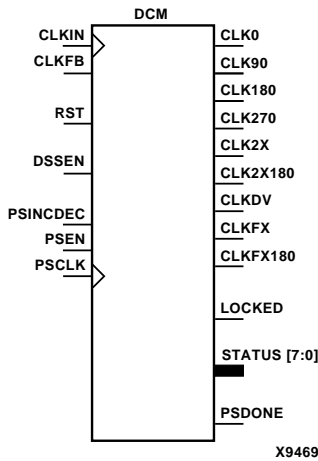 DCM
CLKIN
CLKFB
RST
DSSEN
PSINCDEC
PSEN
PSCLK
CLK0
CLK90
CLK180
CLK270
CLK2X
CLK2X180
CLKDV
CLKFX
CLKFX180
LOCKED
STATUS [7:0]
PSDONE
X9469